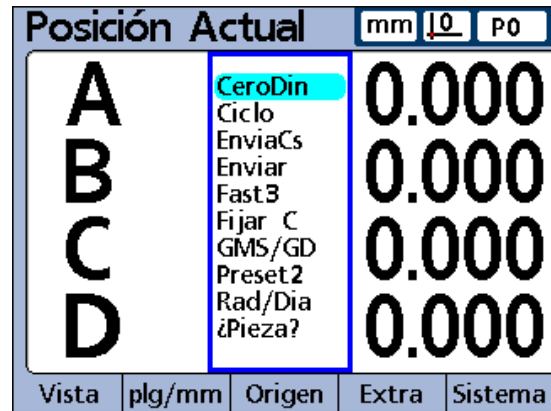 Posición Actual mm 0 P0
A 0.000
B 0.000
C 0.000
D 0.000
CeroDin
Ciclo
EnviaCs
Enviar
Fast3
Fijar C
GMS/GD
Preset2
Rad/Dia
¿Pieza?
Vista plg/mm Origen Extra Sistema